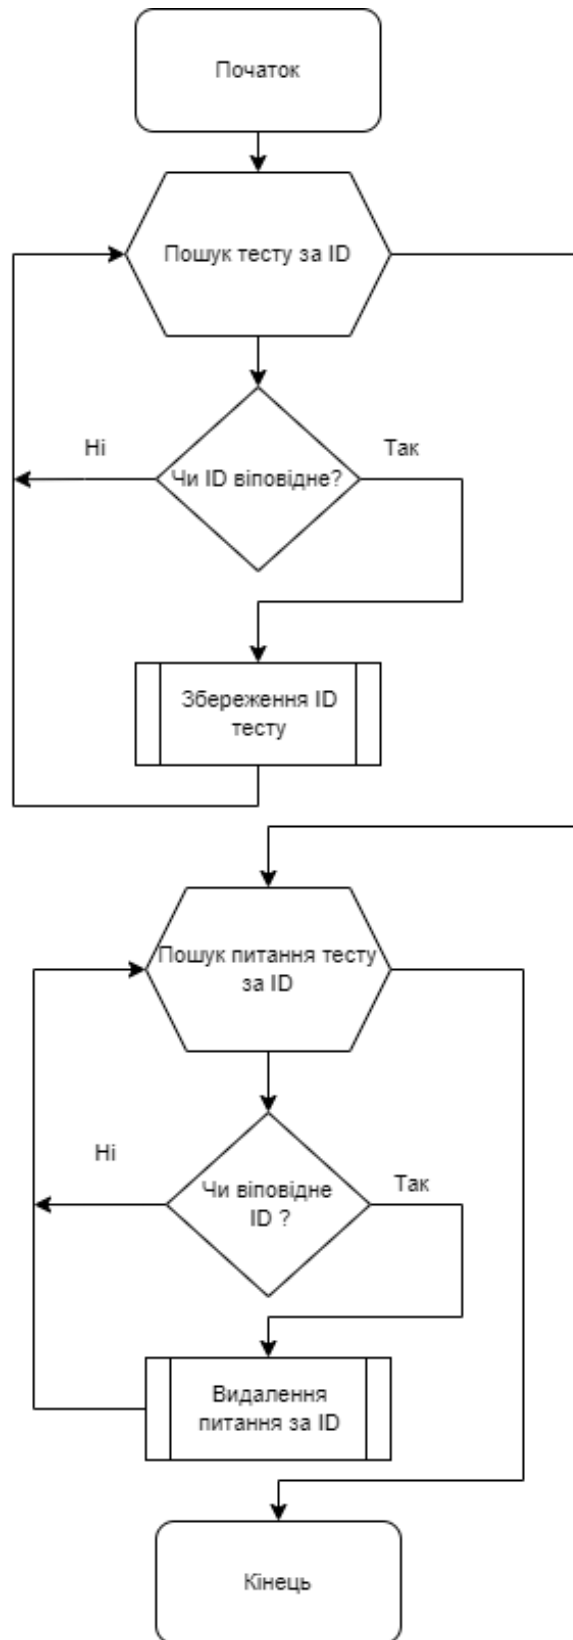 Початок
Пошук тесту за ID
Ні
Так
Чи ID віповідне?
Збереження ID
тесту
Пошук питання тесту
за ID
Ні
Так
Чи віповідне
ID ?
Видалення
питання за ID
Кінець